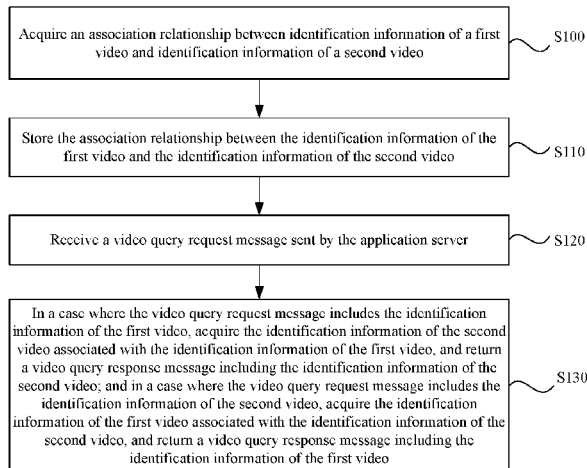 Acquire an association relationship between identification information of a first
video and identification information of a second video
S100
Store the association relationship between the identification information of the
first video and the identification information of the second video
S110
Receive a video query request message sent by the application server
S120
In a case where the video query request message includes the identification
information of the first video, acquire the identification information of the second
video associated with the identification information of the first video, and return
a video query response message including the identification information of the
second video; and in a case where the video query request message includes the
identification information of the second video, acquire the identification
information of the first video associated with the identification information of the
second video, and return a video query response message including the
identification information of the first video
S130